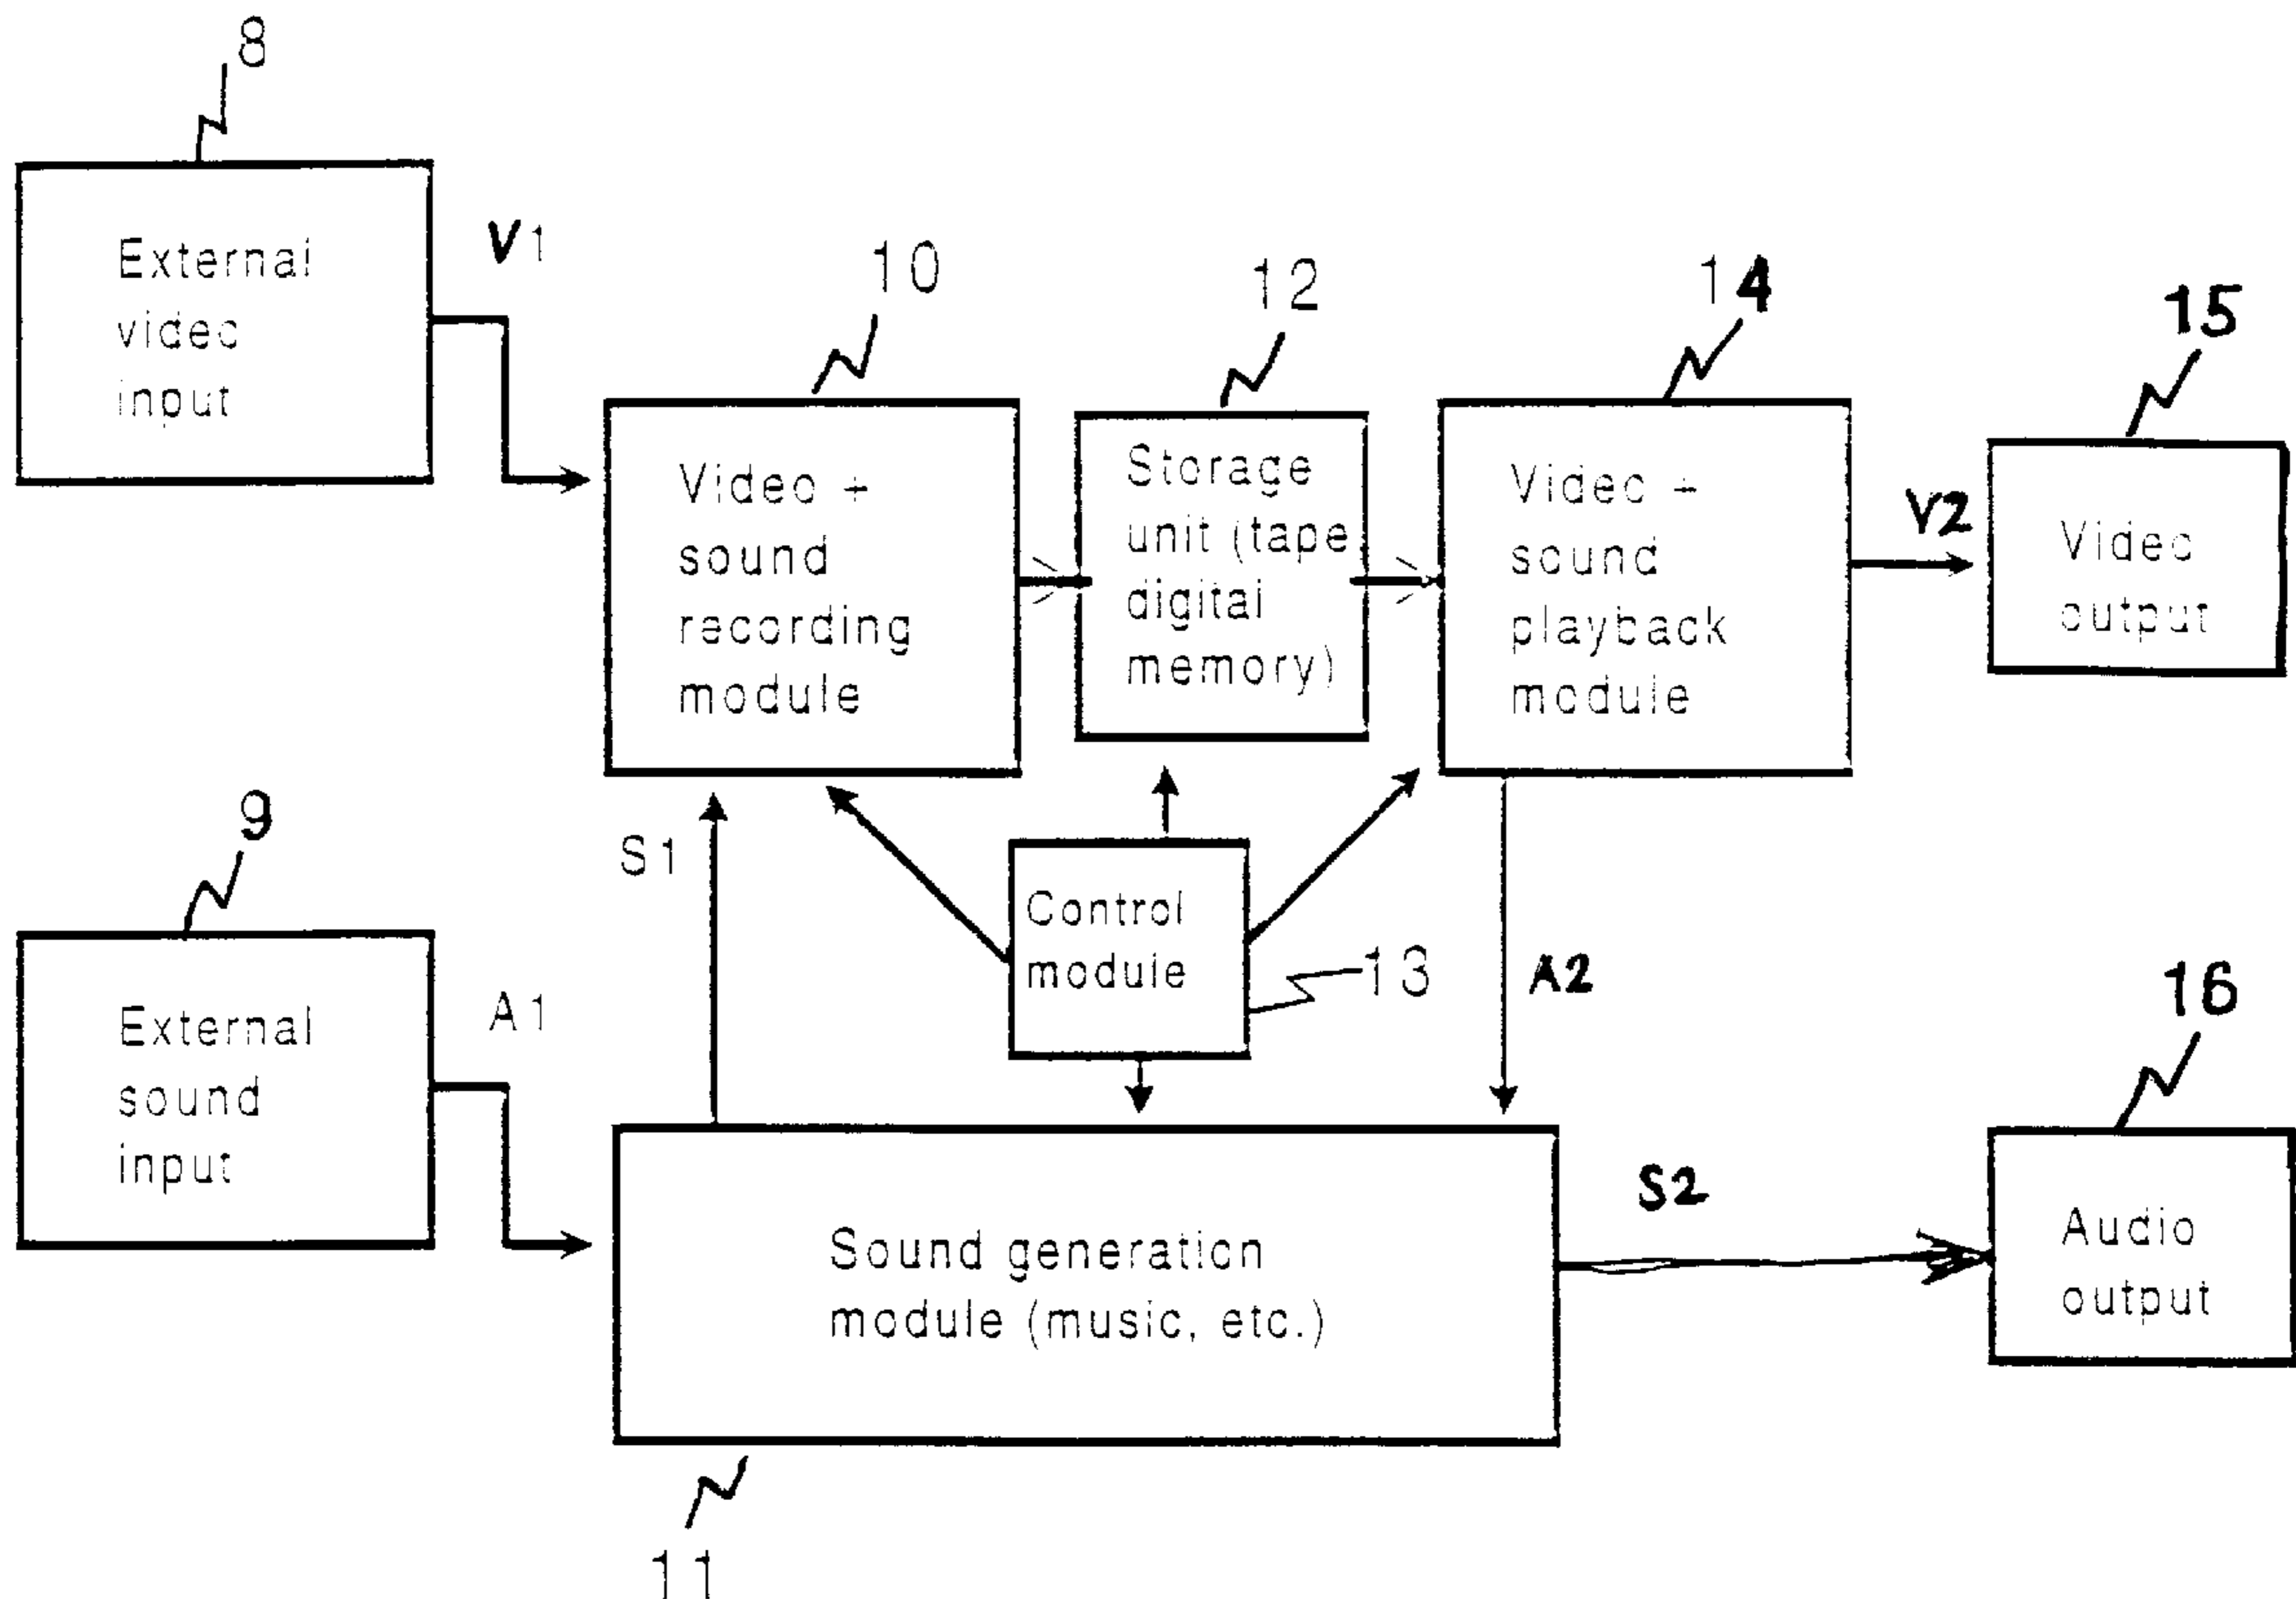 8
External
video
input
V1
10
Video +
sound
recording
module
12
Storage
unit (tape
digital
memory)
14
Video +
sound
playback
module
V2
15
Video
output
9
External
sound
input
A1
S1
Control
module
13
A2
Sound generation
module (music, etc.)
11
S2
16
Audio
output